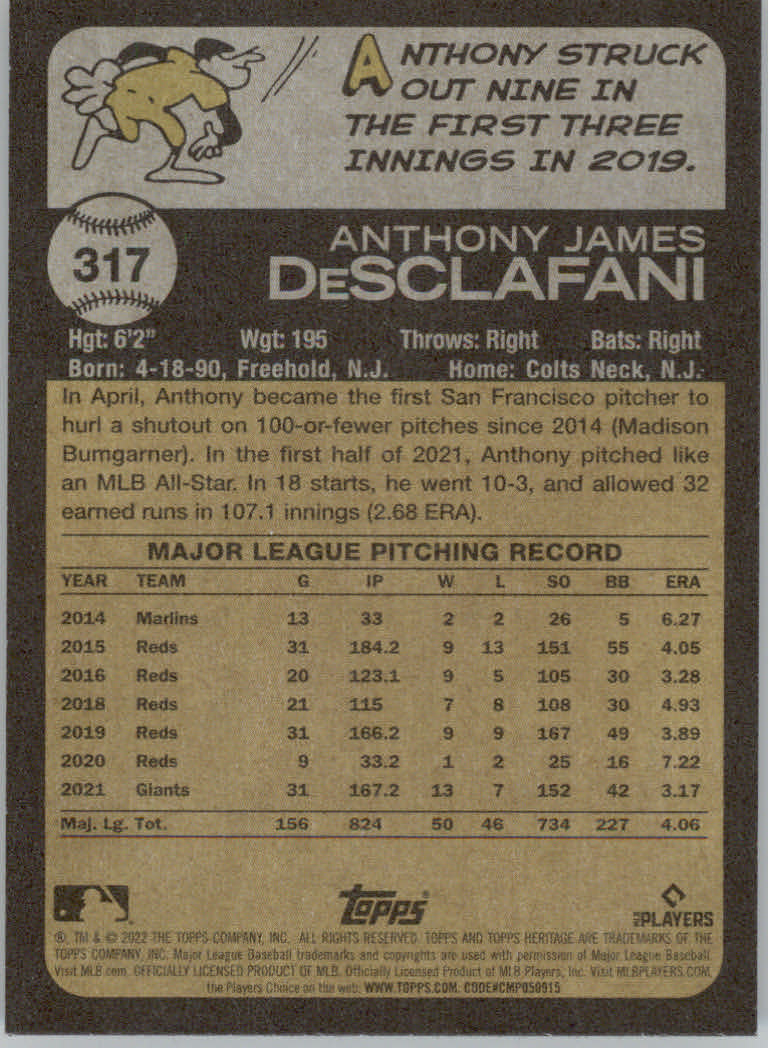 ANTHONY STRUCK
OUT NINE IN
THE FIRST THREE
INNINGS IN 2019.
317
ANTHONY JAMES
DeSCLAFANI
Hgt: 6'2" Wgt: 195 Throws: Right Bats: Right
Born: 4-18-90, Freehold, N.J. Home: Colts Neck, N.J.
In April, Anthony became the first San Francisco pitcher to
hurl a shutout on 100-or-fewer pitches since 2014 (Madison
Bumgarner). In the first half of 2021, Anthony pitched like
an MLB All-Star. In 18 starts, he went 10-3, and allowed 32
earned runs in 107.1 innings (2.68 ERA).
MAJOR LEAGUE PITCHING RECORD
YEAR TEAM G IP W L SO BB ERA
2014 Marlins 13 33 2 2 26 5 6.27
2015 Reds 31 184.2 9 13 151 55 4.05
2016 Reds 20 123.1 9 5 105 30 3.28
2018 Reds 21 115 7 8 108 30 4.93
2019 Reds 31 166.2 9 9 167 49 3.89
2020 Reds 9 33.2 1 2 25 16 7.22
2021 Giants 31 167.2 13 7 152 42 3.17
Maj. Lg. Tot. 156 824 50 46 734 227 4.06
Topps®
MLB PLAYERS
®, TM & © 2022 THE TOPPS COMPANY, INC. ALL RIGHTS RESERVED. TOPPS AND TOPPS HERITAGE ARE TRADEMARKS OF THE
TOPPS COMPANY, INC. Major League Baseball trademarks and copyrights are used with permission of Major League Baseball.
Visit MLB.com. OFFICIALLY LICENSED PRODUCT OF MLB. Officially Licensed Product of MLB Players, Inc. Visit MLBPLAYERS.COM,
the Players Choice on the web. WWW.TOPPS.COM. CODE#CMP050915